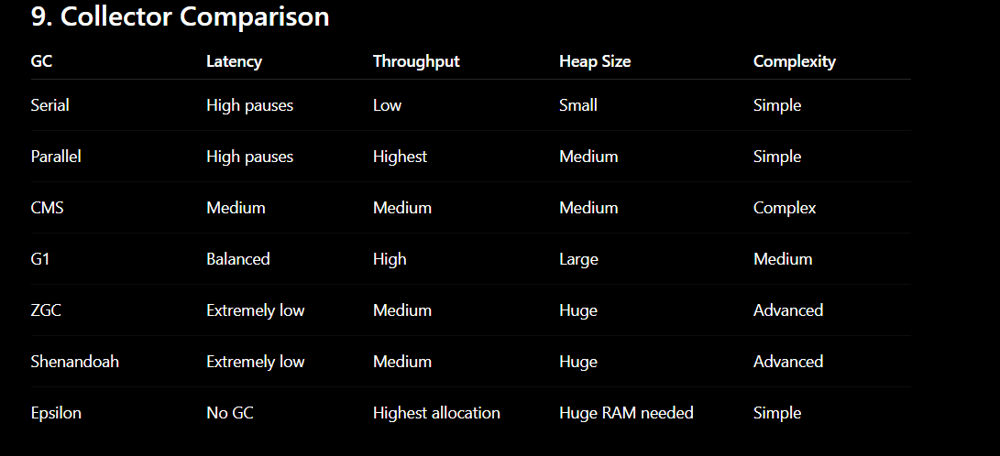 9. Collector Comparison
GC Latency Throughput Heap Size Complexity
Serial High pauses Low Small Simple
Parallel High pauses Highest Medium Simple
CMS Medium Medium Medium Complex
G1 Balanced High Large Medium
ZGC Extremely low Medium Huge Advanced
Shenandoah Extremely low Medium Huge Advanced
Epsilon No GC Highest allocation Huge RAM needed Simple